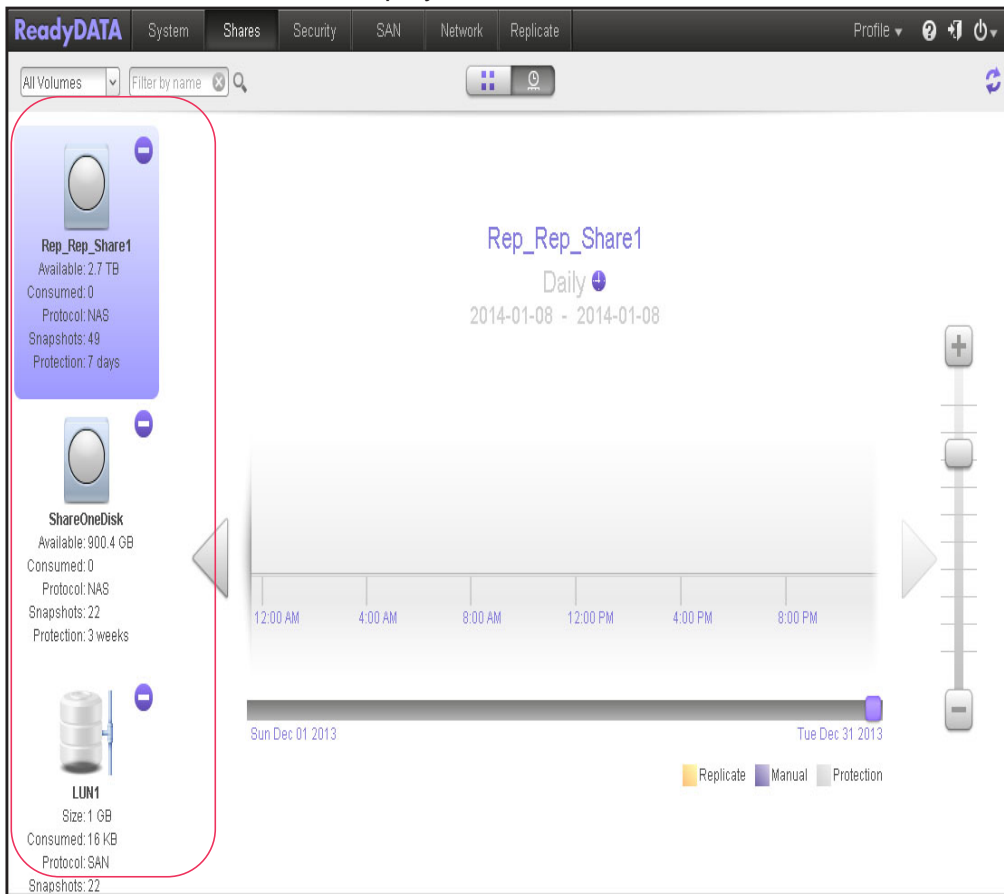 ReadyDATA System Shares Security SAN Network Replicate Profile
All Volumes Filter by name
Rep_Rep_Share1
Available: 2.7 TB
Consumed: 0
Protocol: NAS
Snapshots: 49
Protection: 7 days
ShareOneDisk
Available: 900.4 GB
Consumed: 0
Protocol: NAS
Snapshots: 22
Protection: 3 weeks
LUN1
Size: 1 GB
Consumed: 16 KB
Protocol: SAN
Snapshots: 22
Rep_Rep_Share1
Daily
2014-01-08 - 2014-01-08
12:00 AM 4:00 AM 8:00 AM 12:00 PM 4:00 PM 8:00 PM
Sun Dec 01 2013 Tue Dec 31 2013
Replicate Manual Protection